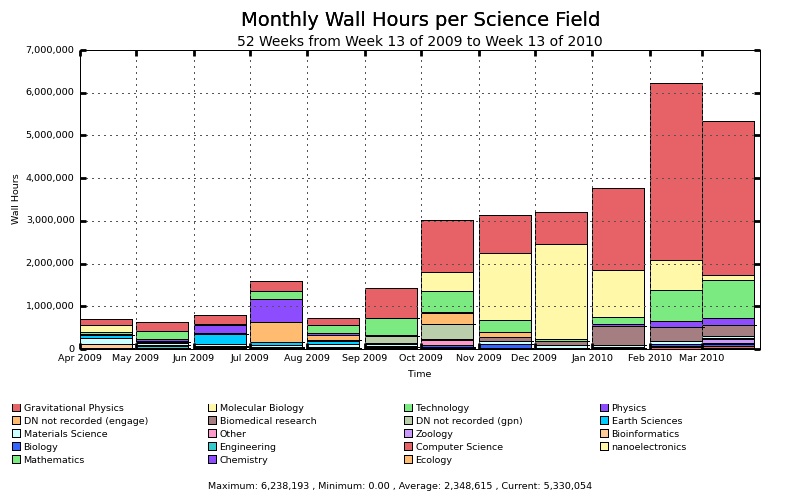 Monthly Wall Hours per Science Field
52 Weeks from Week 13 of 2009 to Week 13 of 2010
7,000,000
6,000,000
5,000,000
4,000,000
3,000,000
2,000,000
1,000,000
0
Wall Hours
Apr 2009 May 2009 Jun 2009 Jul 2009 Aug 2009 Sep 2009 Oct 2009 Nov 2009 Dec 2009 Jan 2010 Feb 2010 Mar 2010
Time
Gravitational Physics Molecular Biology Technology Physics
DN not recorded (engage) Biomedical research DN not recorded (gpn) Earth Sciences
Materials Science Other Zoology Bioinformatics
Biology Engineering Computer Science nanoelectronics
Mathematics Chemistry Ecology
Maximum: 6,238,193 , Minimum: 0.00 , Average: 2,348,615 , Current: 5,330,054